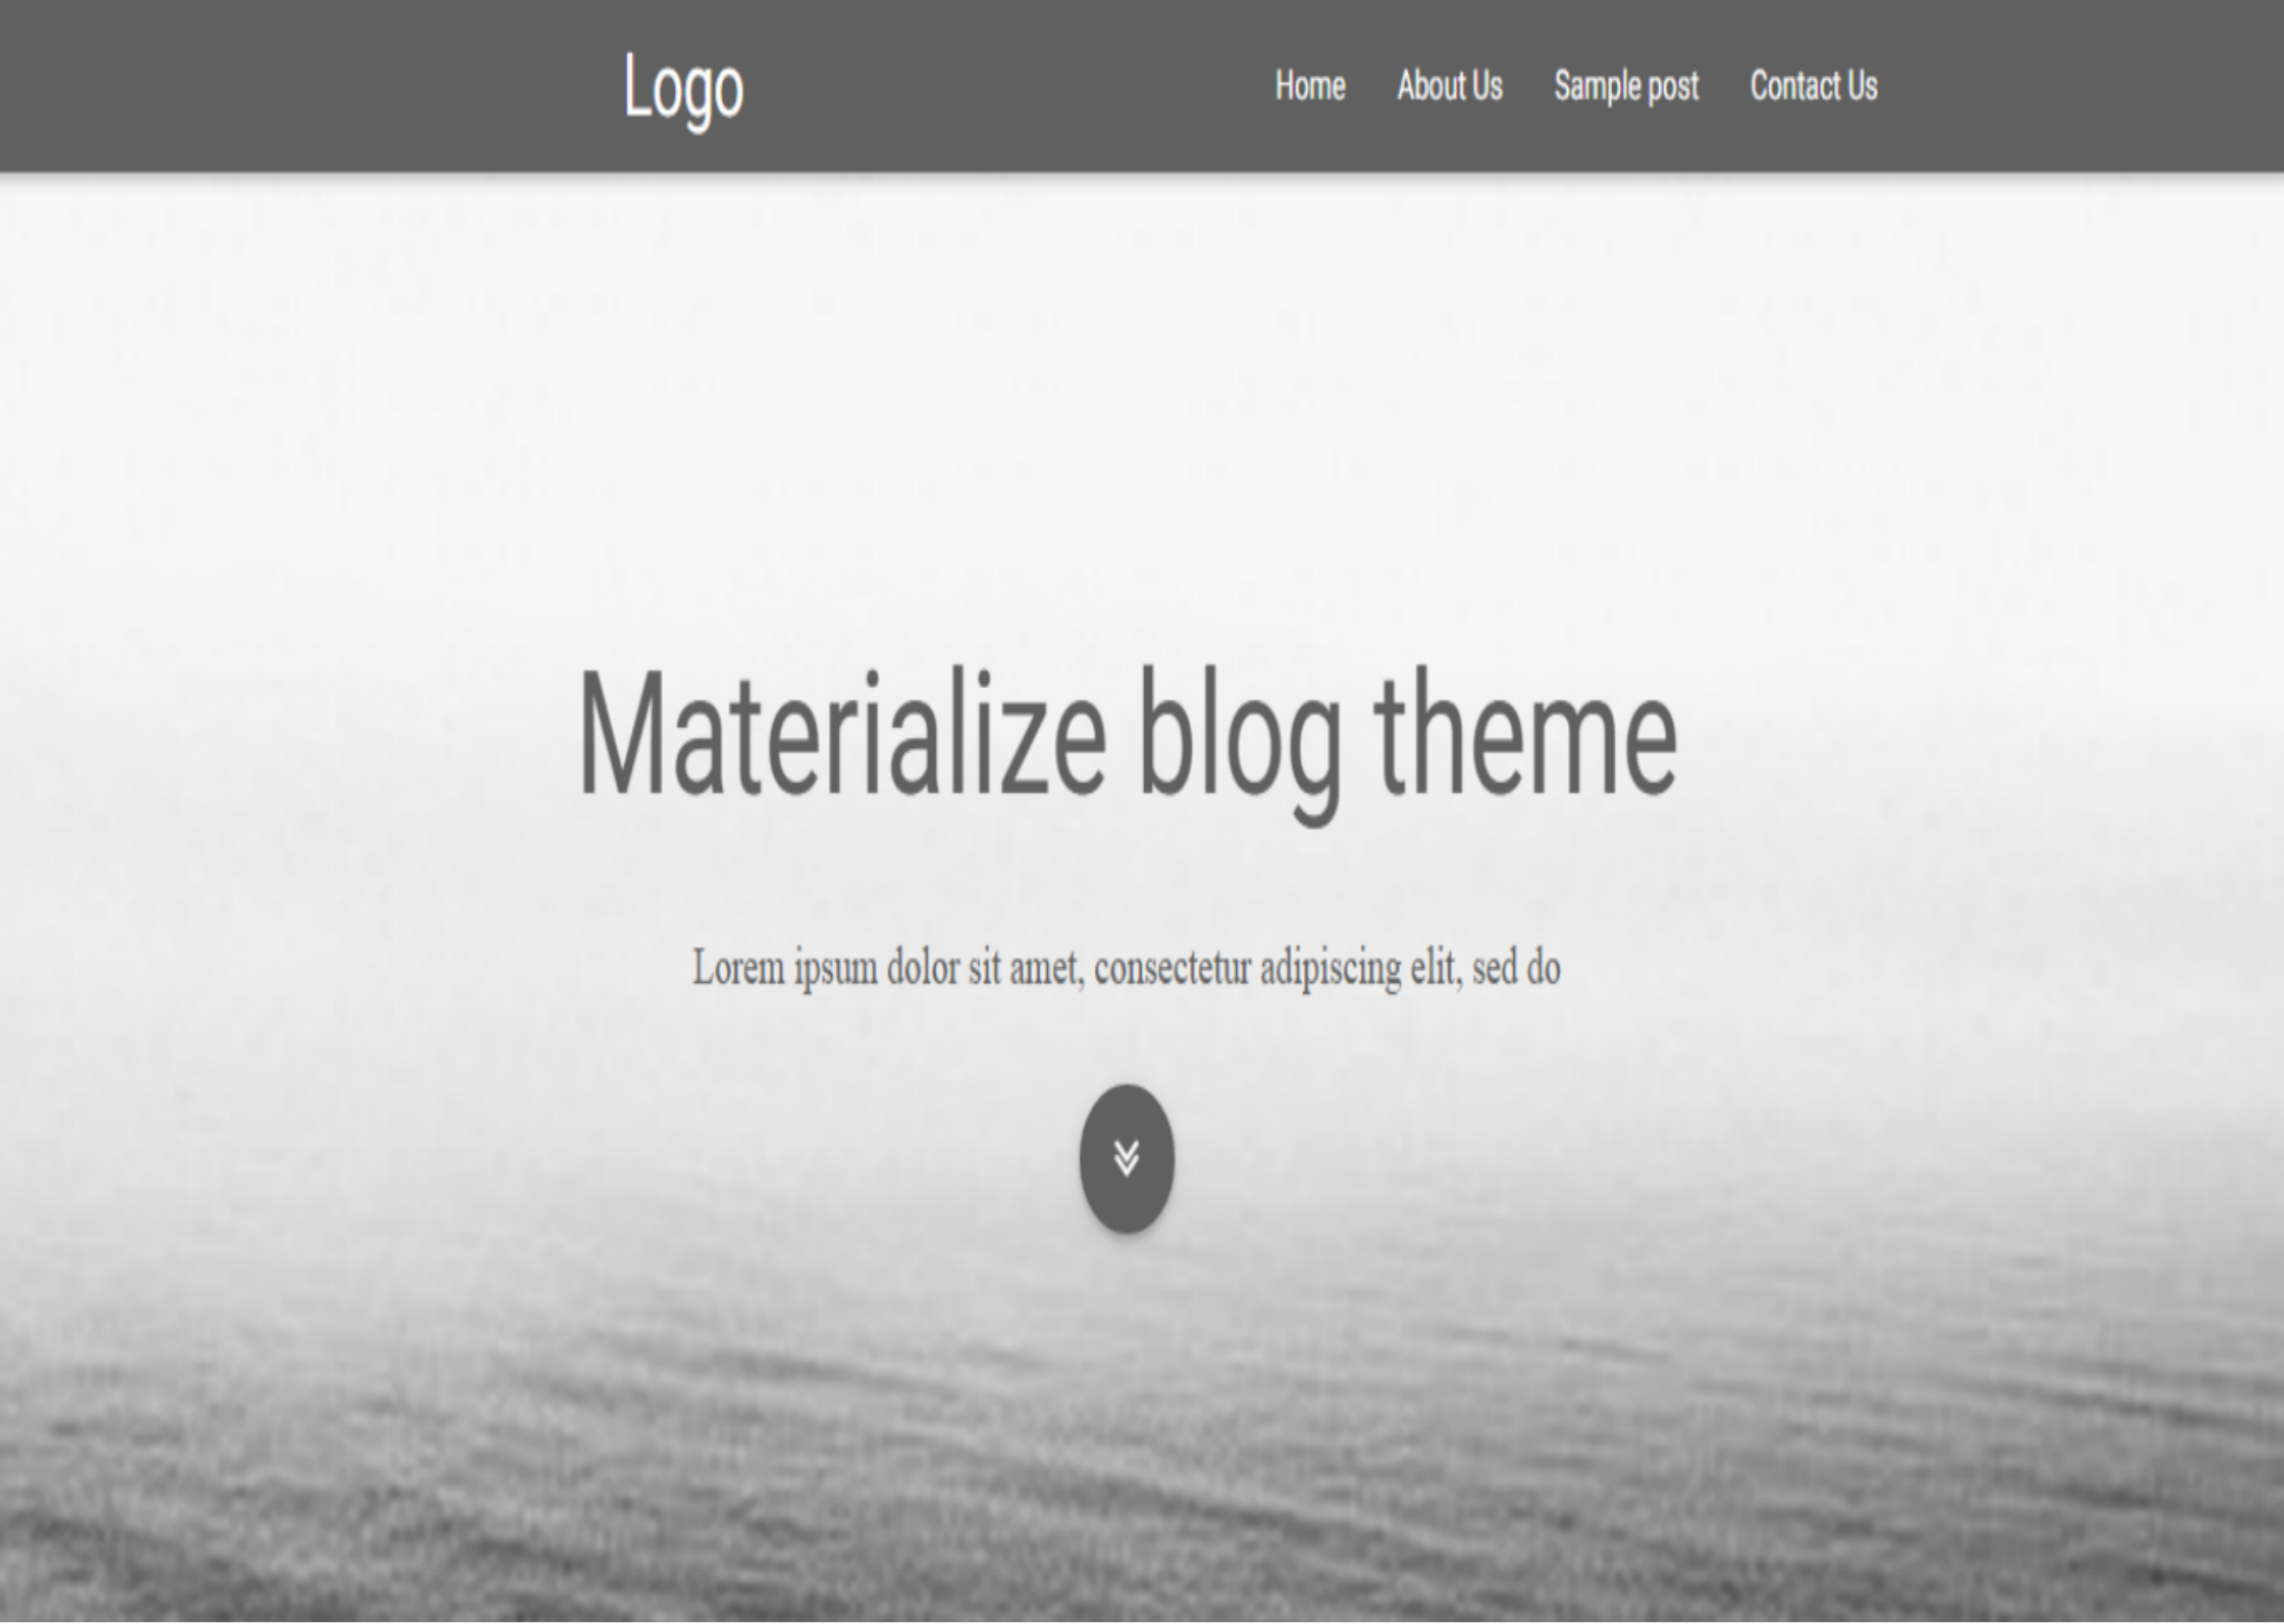 Logo
Home About Us Sample post Contact Us
Materialize blog theme
Lorem ipsum dolor sit amet, consectetur adipiscing elit, sed do